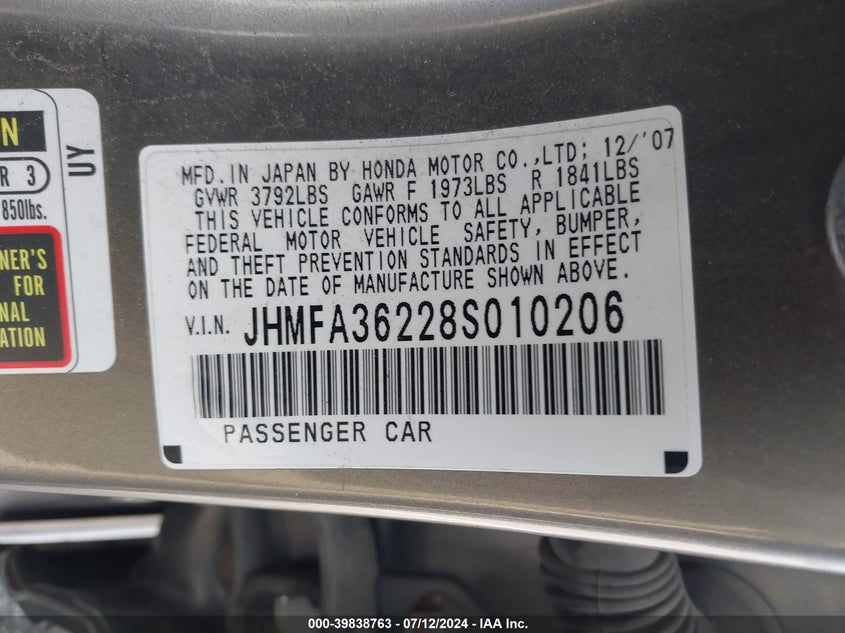 N
R 3
850lbs.
NER'S
FOR
NAL
ATION
UY
MFD.IN JAPAN BY HONDA MOTOR CO.,LTD; 12/'07
GVWR 3792LBS GAWR F 1973LBS R 1841LBS
THIS VEHICLE CONFORMS TO ALL APPLICABLE
FEDERAL MOTOR VEHICLE SAFETY, BUMPER,
AND THEFT PREVENTION STANDARDS IN EFFECT
ON THE DATE OF MANUFACTURE SHOWN ABOVE.
V.I.N. JHMFA36228S010206
PASSENGER CAR
000-39838763 - 07/12/2024 - IAA Inc.